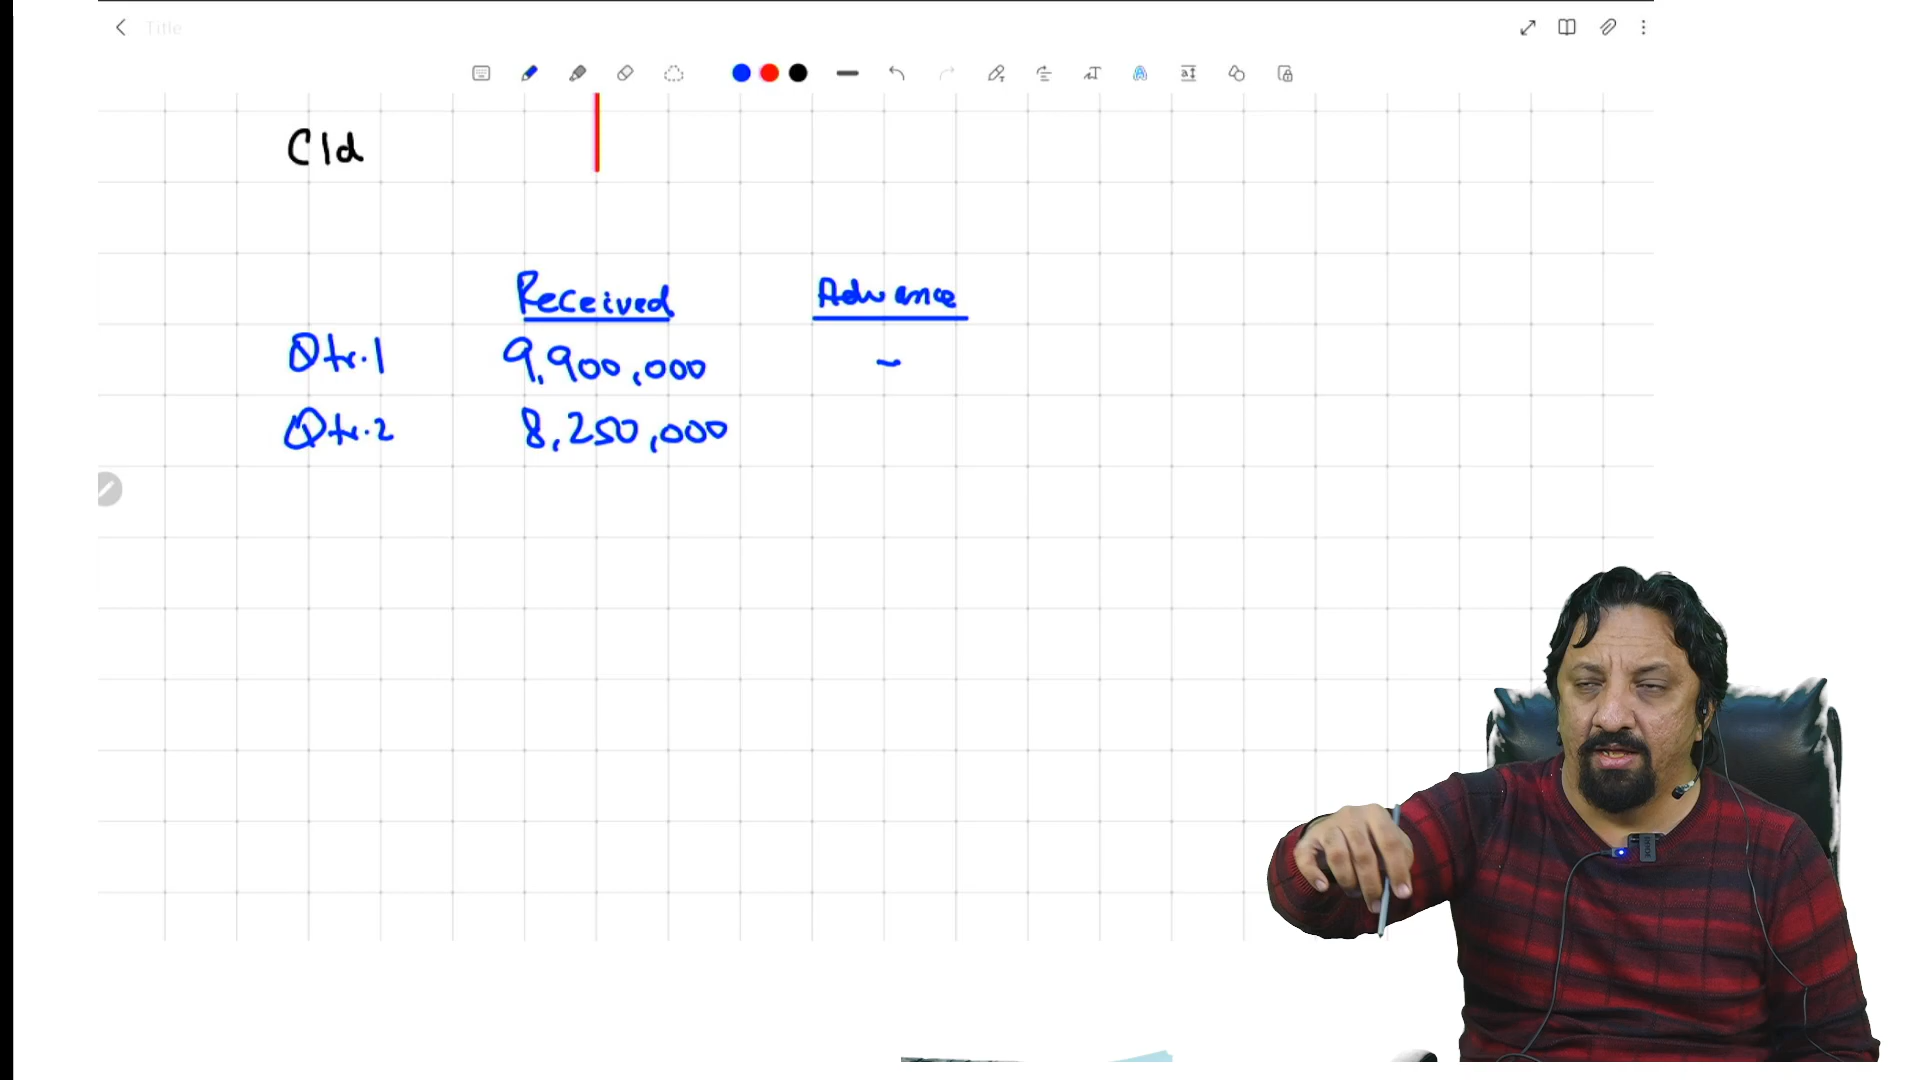 Title
C/d
Received Advance
Qtr.1 9,900,000 -
Qtr.2 8,250,000